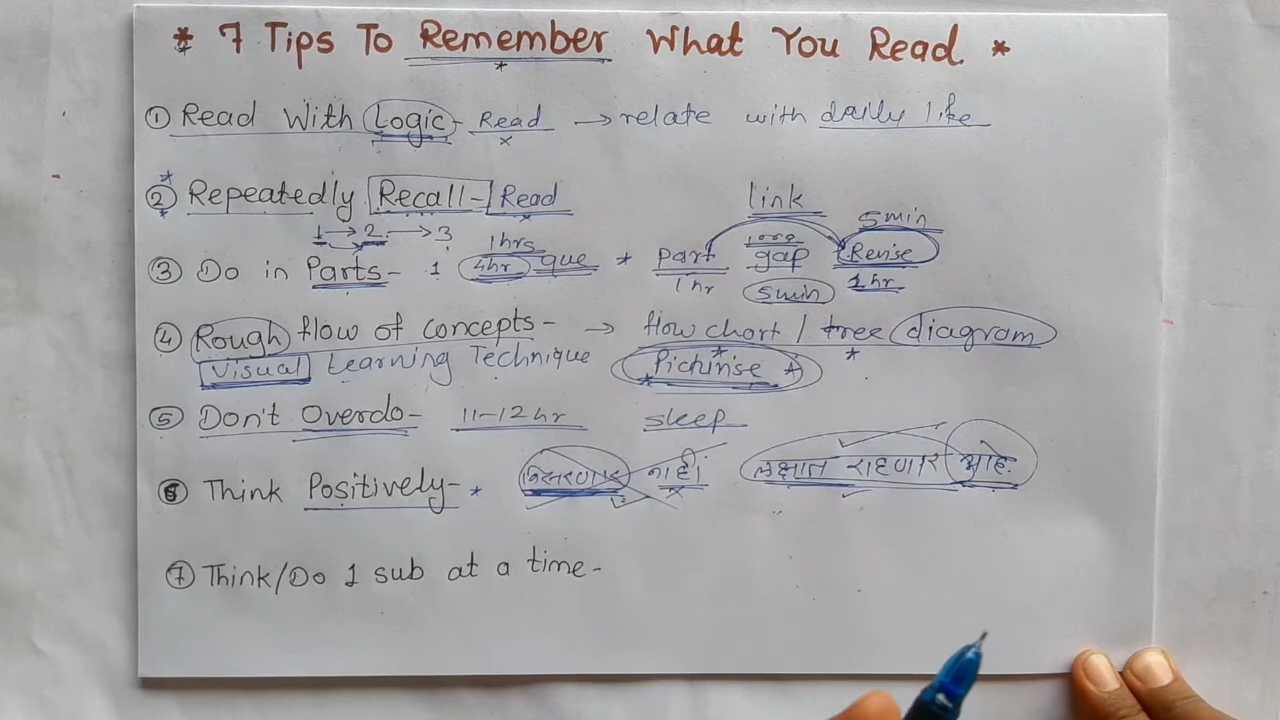 * 7 Tips To Remember What You Read *
① Read With Logic - Read → relate with daily like
② Repeatedly Recall - Read link
1 → 2 → 3 1hrs 5min
③ Do in Parts - 1 4hr que * part gap Revise
1hr 5min 1hr
④ Rough flow of concepts - → flow chart / tree diagram
Visual Learning Technique
⑤ Don't Overdo - 11-12hr sleep
⑥ Think Positively - * विसरणार नाही लक्षात राहणार आहे.
⑦ Think/Do 1 sub at a time -